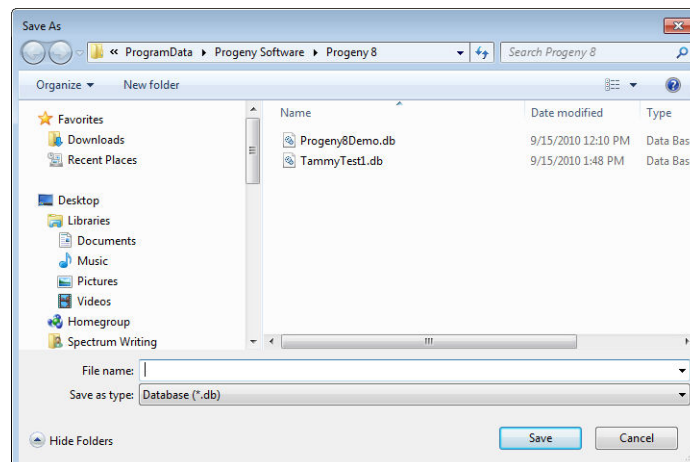 Save As
« ProgramData ▸ Progeny Software ▸ Progeny 8
Search Progeny 8
Organize New folder
Name Date modified Type
Favorites
Downloads
Recent Places
Desktop
Libraries
Documents
Music
Pictures
Videos
Homegroup
Spectrum Writing
Progeny8Demo.db 9/15/2010 12:10 PM Data Bas
TammyTest1.db 9/15/2010 1:48 PM Data Bas
File name:
Save as type: Database (*.db)
Hide Folders Save Cancel